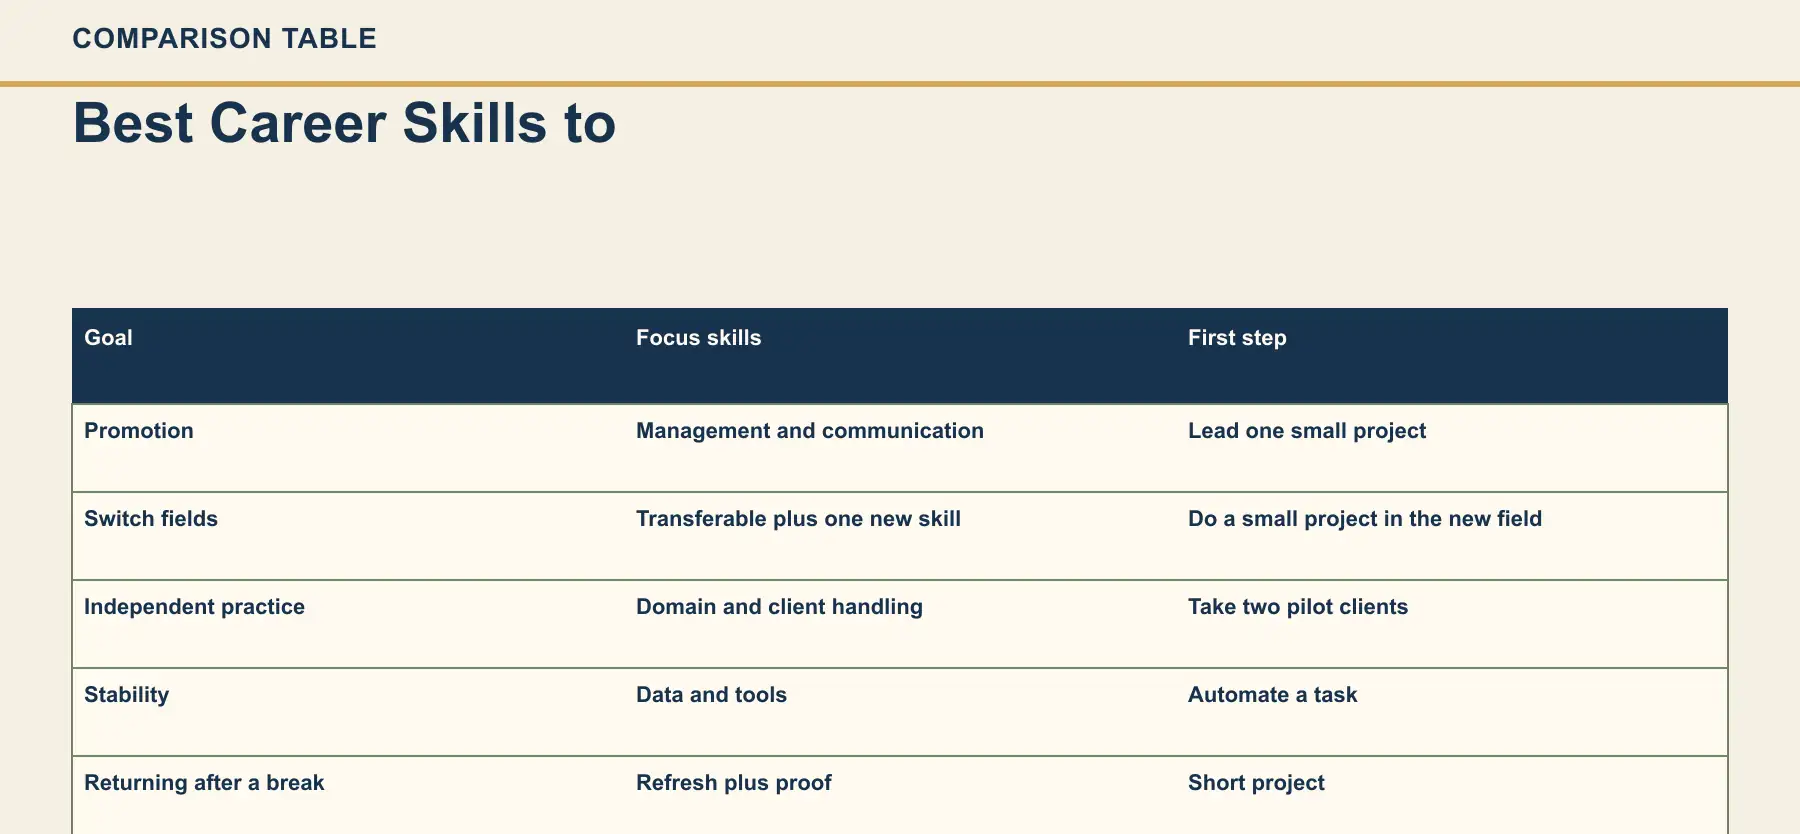 COMPARISON TABLE
Best Career Skills to
Goal Focus skills First step
Promotion Management and communication Lead one small project
Switch fields Transferable plus one new skill Do a small project in the new field
Independent practice Domain and client handling Take two pilot clients
Stability Data and tools Automate a task
Returning after a break Refresh plus proof Short project